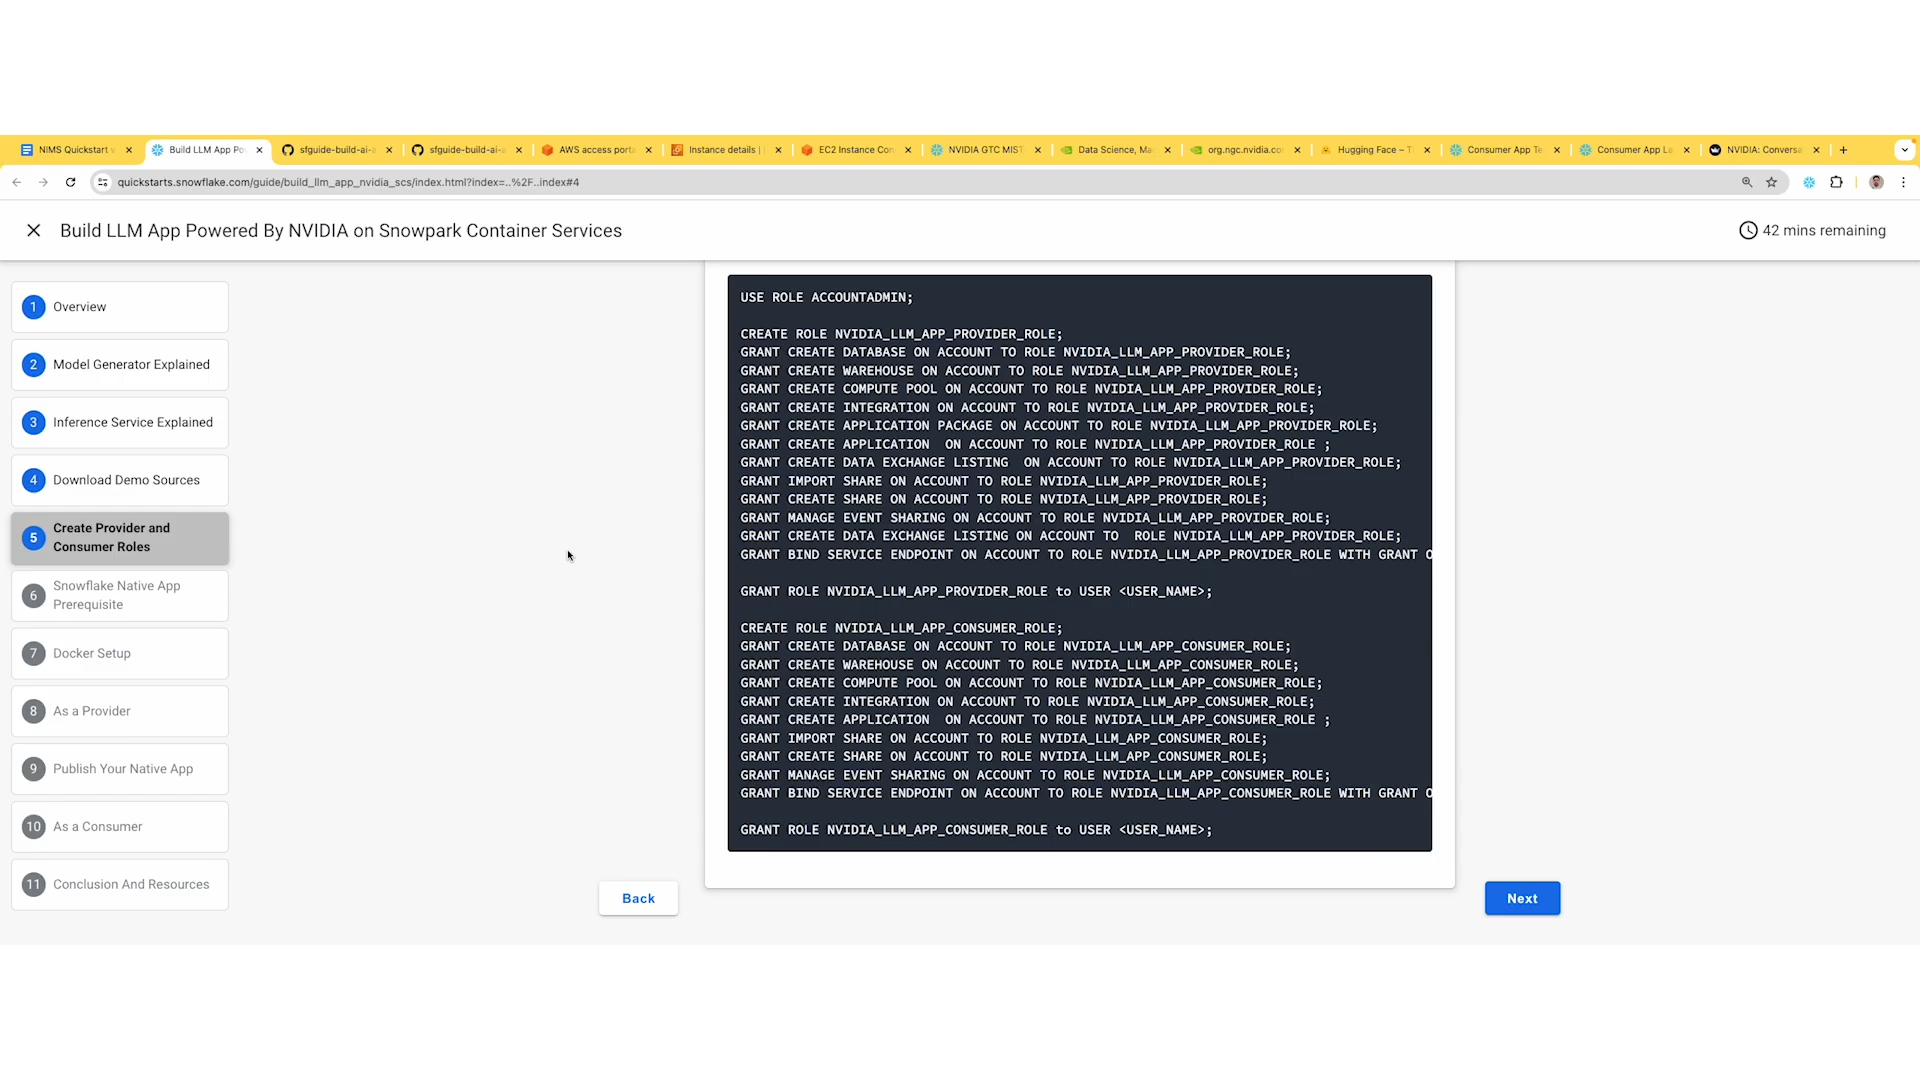 NIMS Quickstart
Build LLM App Po
sfguide-build-ai-a
sfguide-build-ai-a
AWS access porta
Instance details |
EC2 Instance Con
NVIDIA GTC MIST
Data Science, Ma
org.ngc.nvidia.co
Hugging Face – T
Consumer App Te
Consumer App La
NVIDIA: Conversa
quickstarts.snowflake.com/guide/build_llm_app_nvidia_scs/index.html?index=..%2F..index#4
Build LLM App Powered By NVIDIA on Snowpark Container Services
42 mins remaining
1 Overview
2 Model Generator Explained
3 Inference Service Explained
4 Download Demo Sources
5 Create Provider and
Consumer Roles
6 Snowflake Native App
Prerequisite
7 Docker Setup
8 As a Provider
9 Publish Your Native App
10 As a Consumer
11 Conclusion And Resources
USE ROLE ACCOUNTADMIN;
CREATE ROLE NVIDIA_LLM_APP_PROVIDER_ROLE;
GRANT CREATE DATABASE ON ACCOUNT TO ROLE NVIDIA_LLM_APP_PROVIDER_ROLE;
GRANT CREATE WAREHOUSE ON ACCOUNT TO ROLE NVIDIA_LLM_APP_PROVIDER_ROLE;
GRANT CREATE COMPUTE POOL ON ACCOUNT TO ROLE NVIDIA_LLM_APP_PROVIDER_ROLE;
GRANT CREATE INTEGRATION ON ACCOUNT TO ROLE NVIDIA_LLM_APP_PROVIDER_ROLE;
GRANT CREATE APPLICATION PACKAGE ON ACCOUNT TO ROLE NVIDIA_LLM_APP_PROVIDER_ROLE;
GRANT CREATE APPLICATION  ON ACCOUNT TO ROLE NVIDIA_LLM_APP_PROVIDER_ROLE ;
GRANT CREATE DATA EXCHANGE LISTING  ON ACCOUNT TO ROLE NVIDIA_LLM_APP_PROVIDER_ROLE;
GRANT IMPORT SHARE ON ACCOUNT TO ROLE NVIDIA_LLM_APP_PROVIDER_ROLE;
GRANT CREATE SHARE ON ACCOUNT TO ROLE NVIDIA_LLM_APP_PROVIDER_ROLE;
GRANT MANAGE EVENT SHARING ON ACCOUNT TO ROLE NVIDIA_LLM_APP_PROVIDER_ROLE;
GRANT CREATE DATA EXCHANGE LISTING ON ACCOUNT TO  ROLE NVIDIA_LLM_APP_PROVIDER_ROLE;
GRANT BIND SERVICE ENDPOINT ON ACCOUNT TO ROLE NVIDIA_LLM_APP_PROVIDER_ROLE WITH GRANT O
GRANT ROLE NVIDIA_LLM_APP_PROVIDER_ROLE to USER <USER_NAME>;
CREATE ROLE NVIDIA_LLM_APP_CONSUMER_ROLE;
GRANT CREATE DATABASE ON ACCOUNT TO ROLE NVIDIA_LLM_APP_CONSUMER_ROLE;
GRANT CREATE WAREHOUSE ON ACCOUNT TO ROLE NVIDIA_LLM_APP_CONSUMER_ROLE;
GRANT CREATE COMPUTE POOL ON ACCOUNT TO ROLE NVIDIA_LLM_APP_CONSUMER_ROLE;
GRANT CREATE INTEGRATION ON ACCOUNT TO ROLE NVIDIA_LLM_APP_CONSUMER_ROLE;
GRANT CREATE APPLICATION  ON ACCOUNT TO ROLE NVIDIA_LLM_APP_CONSUMER_ROLE ;
GRANT IMPORT SHARE ON ACCOUNT TO ROLE NVIDIA_LLM_APP_CONSUMER_ROLE;
GRANT CREATE SHARE ON ACCOUNT TO ROLE NVIDIA_LLM_APP_CONSUMER_ROLE;
GRANT MANAGE EVENT SHARING ON ACCOUNT TO ROLE NVIDIA_LLM_APP_CONSUMER_ROLE;
GRANT BIND SERVICE ENDPOINT ON ACCOUNT TO ROLE NVIDIA_LLM_APP_CONSUMER_ROLE WITH GRANT O
GRANT ROLE NVIDIA_LLM_APP_CONSUMER_ROLE to USER <USER_NAME>;
Back
Next